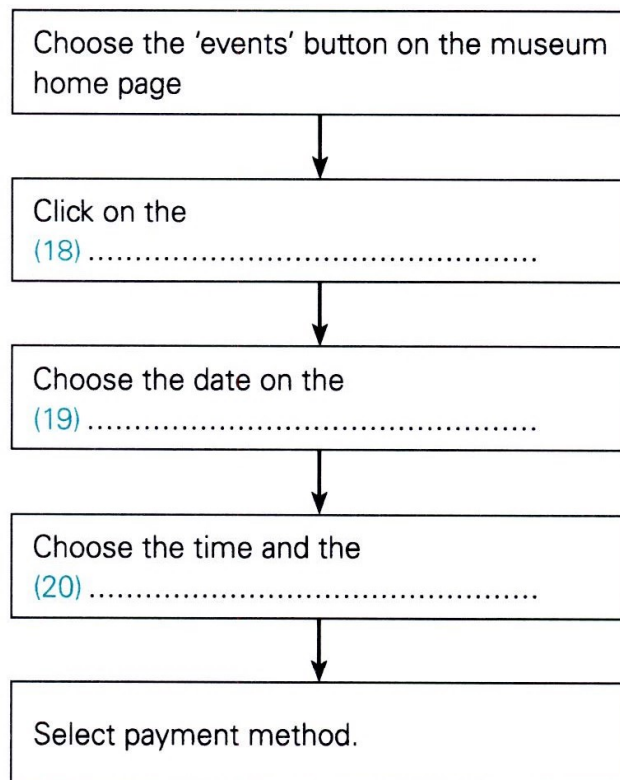 Choose the 'events' button on the museum
home page
Click on the
(18) ................................................
Choose the date on the
(19) ................................................
Choose the time and the
(20) ................................................
Select payment method.